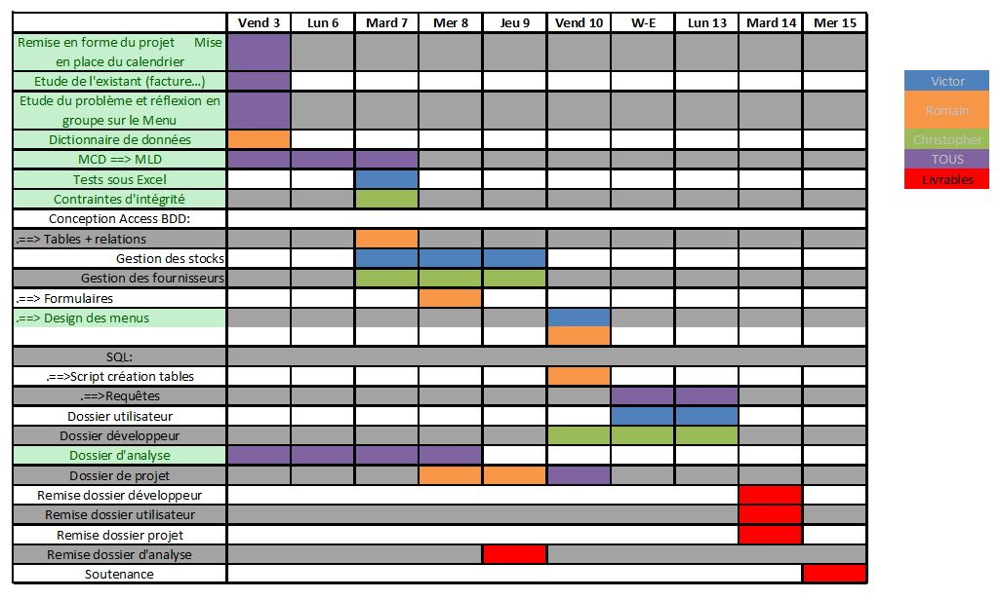 Vend 3 Lun 6 Mard 7 Mer 8 Jeu 9 Vend 10 W-E Lun 13 Mard 14 Mer 15
Remise en forme du projet Mise
en place du calendrier
Etude de l'existant (facture...)
Etude du problème et réflexion en
groupe sur le Menu
Dictionnaire de données
MCD ==> MLD
Tests sous Excel
Contraintes d'intégrité
Conception Access BDD:
.==> Tables + relations
Gestion des stocks
Gestion des fournisseurs
.==> Formulaires
.==> Design des menus
SQL:
.==>Script création tables
.==>Requêtes
Dossier utilisateur
Dossier développeur
Dossier d'analyse
Dossier de projet
Remise dossier développeur
Remise dossier utilisateur
Remise dossier projet
Remise dossier d'analyse
Soutenance
Victor
Romain
Christopher
TOUS
Livrables